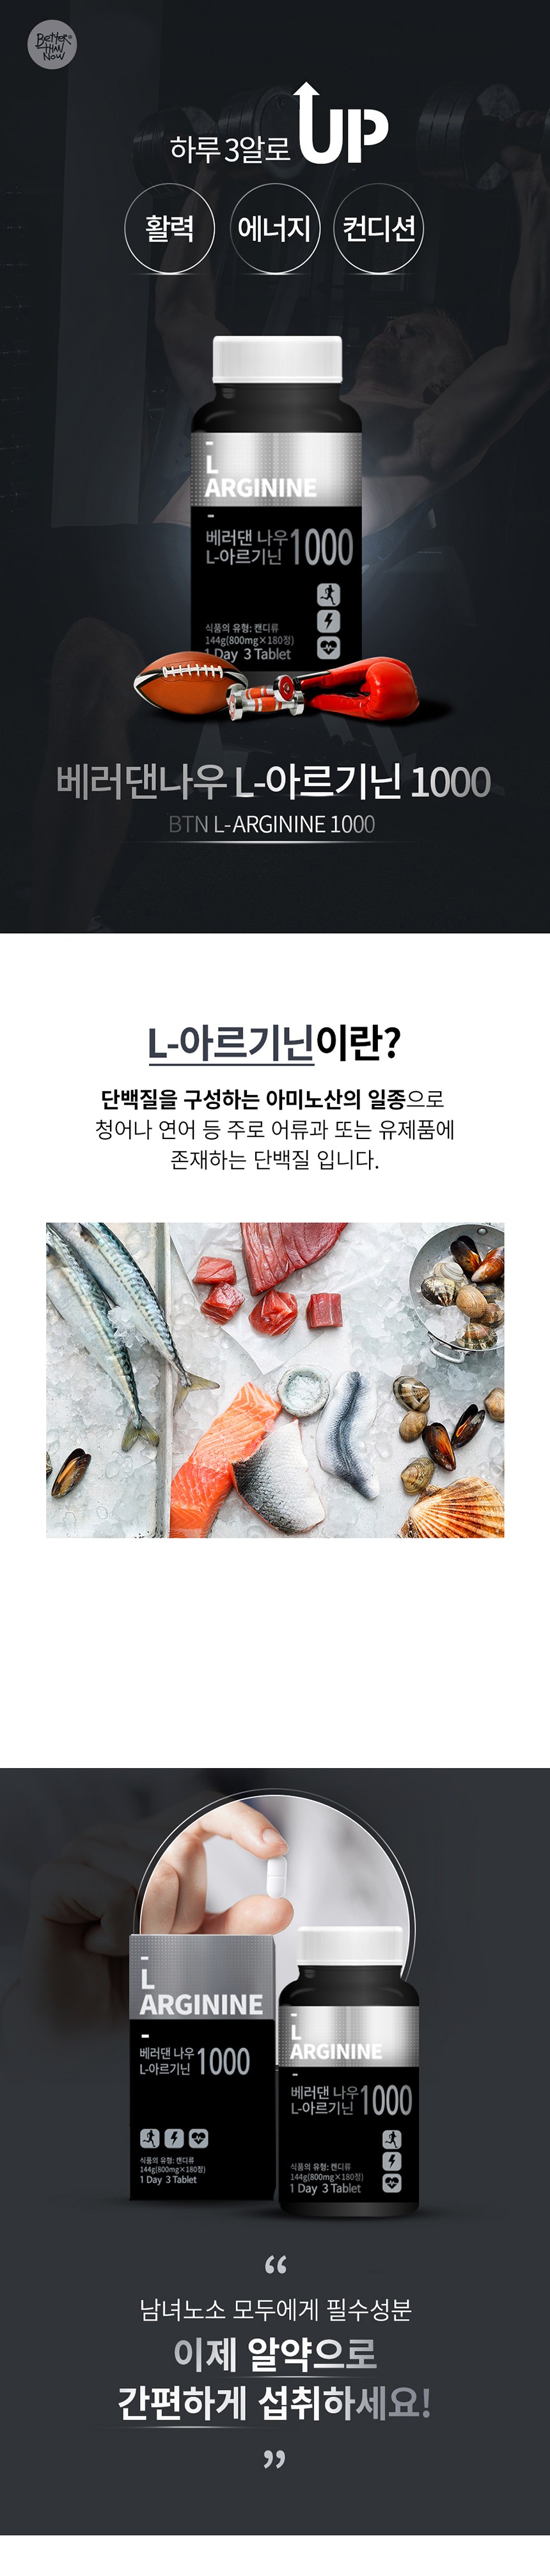 BeTTER
THAN
NOW
하루 3알로 UP
활력 에너지 컨디션
L
ARGININE
베러댄 나우
L-아르기닌 1000
식품의 유형: 캔디류
144g(800mg×180정)
1 Day 3 Tablet
베러댄나우 L-아르기닌 1000
BTN L-ARGININE 1000
L-아르기닌이란?
단백질을 구성하는 아미노산의 일종으로
청어나 연어 등 주로 어류과 또는 유제품에
존재하는 단백질 입니다.
L
ARGININE
베러댄 나우
L-아르기닌 1000
식품의 유형: 캔디류
144g(800mg×180정)
1 Day 3 Tablet
L
ARGININE
베러댄 나우
L-아르기닌 1000
식품의 유형: 캔디류
144g(800mg×180정)
1 Day 3 Tablet
“
남녀노소 모두에게 필수성분
이제 알약으로
간편하게 섭취하세요!
”